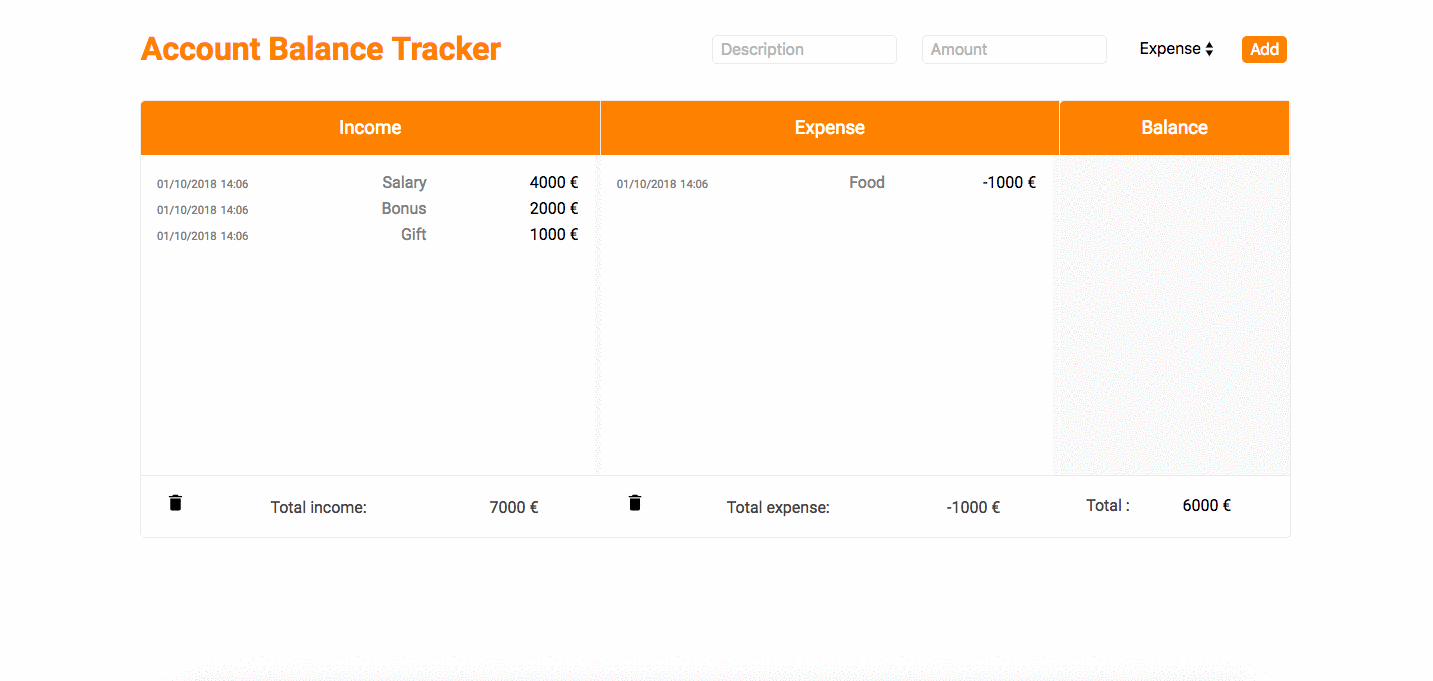 Account Balance Tracker
Description Amount Expense Add
Income Expense Balance
01/10/2018 14:06 Salary 4000 € 01/10/2018 14:06 Food -1000 €
01/10/2018 14:06 Bonus 2000 €
01/10/2018 14:06 Gift 1000 €
Total income: 7000 € Total expense: -1000 € Total : 6000 €